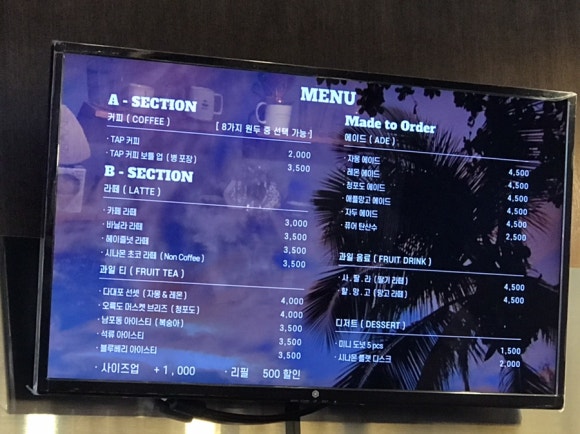 MENU
A - SECTION
커피 ( COFFEE ) [ 8가지 원두 중 선택 가능 ]
· TAP 커피 2,000
· TAP 커피 보틀 업 ( 병 포장 ) 3,500
B - SECTION
라떼 ( LATTE )
· 카페 라떼 3,000
· 바닐라 라떼 3,500
· 헤이즐넛 라떼 3,500
· 시나몬 초코 라떼 ( Non Coffee ) 3,500
과일 티 ( FRUIT TEA )
· 다대포 선셋 ( 자몽 & 레몬 ) 4,000
· 오륙도 머스켓 브리즈 ( 청포도 ) 4,000
· 남포동 아이스티 ( 복숭아 ) 3,500
· 석류 아이스티 3,500
· 블루베리 아이스티 3,500
· 사이즈업 + 1,000 · 리필 500 할인
Made to Order
에이드 ( ADE )
· 자몽 에이드 4,500
· 레몬 에이드 4,500
· 청포도 에이드 4,500
· 애플망고 에이드 4,500
· 자두 에이드 4,500
· 퓨어 탄산수 2,500
과일 음료 ( FRUIT DRINK )
· 사 . 탈 . 라 ( 딸기 라떼 ) 4,500
· 할 . 망 . 고 ( 망고 라떼 ) 4,500
디저트 ( DESSERT )
· 미니 도넛 5 pcs 1,500
· 시나몬 플랫 디스크 2,000